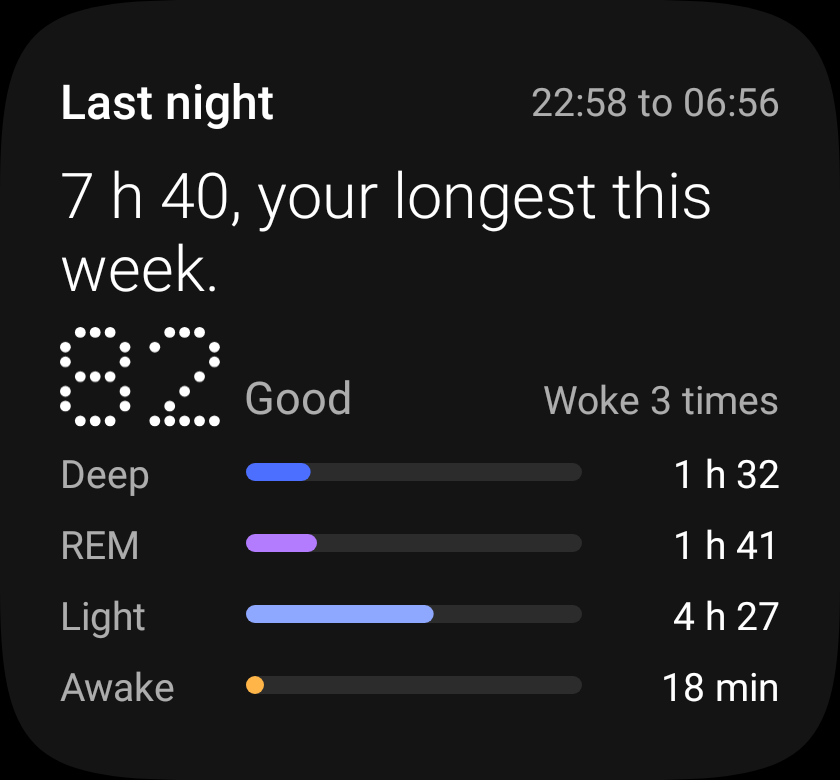 Last night 22:58 to 06:56
7 h 40, your longest this
week.
82 Good Woke 3 times
Deep 1 h 32
REM 1 h 41
Light 4 h 27
Awake 18 min